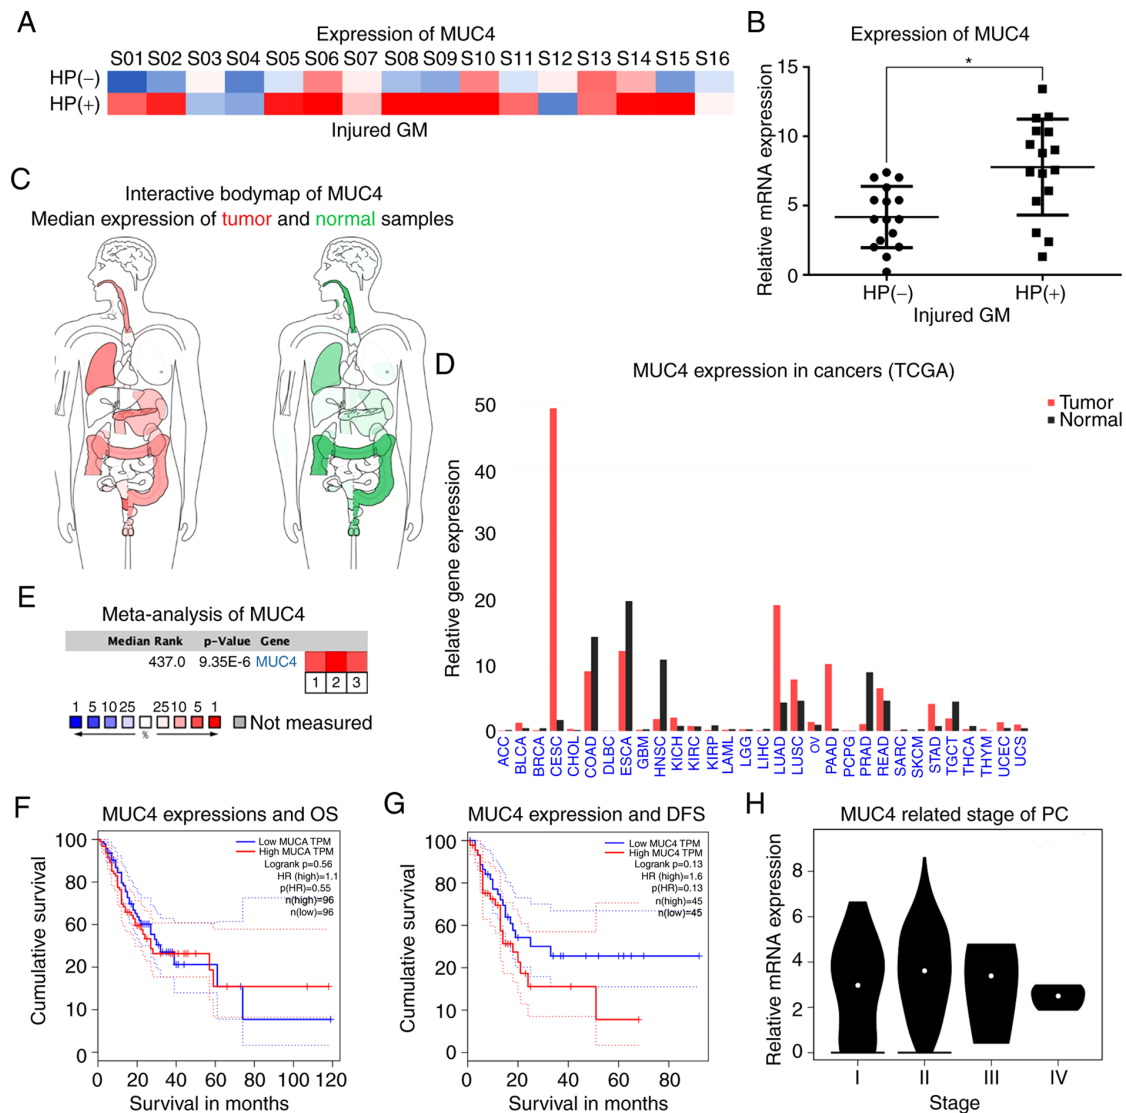 A
Expression of MUC4
S01 S02 S03 S04 S05 S06 S07 S08 S09 S10 S11 S12 S13 S14 S15 S16
HP(−)
HP(+)
Injured GM
B
Expression of MUC4
*
Relative mRNA expression
15
10
5
0
HP(−) HP(+)
Injured GM
C
Interactive bodymap of MUC4
Median expression of tumor and normal samples
D
MUC4 expression in cancers (TCGA)
Tumor
Normal
Relative gene expression
50
40
30
20
10
0
ACC BLCA BRCA CESC CHOL COAD DLBC ESCA GBM HNSC KICH KIRC KIRP LAML LGG LIHC LUAD LUSC OV PAAD PCPG PRAD READ SARC SKCM STAD TGCT THCA THYM UCEC UCS
E
Meta-analysis of MUC4
Median Rank p-Value Gene
437.0 9.35E-6 MUC4
1 2 3
1 5 10 25 25 10 5 1
Not measured
%
F
MUC4 expressions and OS
Low MUCA TPM
High MUCA TPM
Logrank p=0.56
HR (high)=1.1
p(HR)=0.55
n(high)=96
n(low)=96
Cumulative survival
100
80
60
20
10
0
0 20 40 60 80 100 120
Survival in months
G
MUC4 expression and DFS
Low MUC4 TPM
High MUC4 TPM
Logrank p=0.13
HR (high)=1.6
p(HR)=0.13
n(high)=45
n(low)=45
Cumulative survival
100
80
60
20
10
0
0 20 40 60 80
Survival in months
H
MUC4 related stage of PC
Relative mRNA expression
8
6
4
2
0
I II III IV
Stage